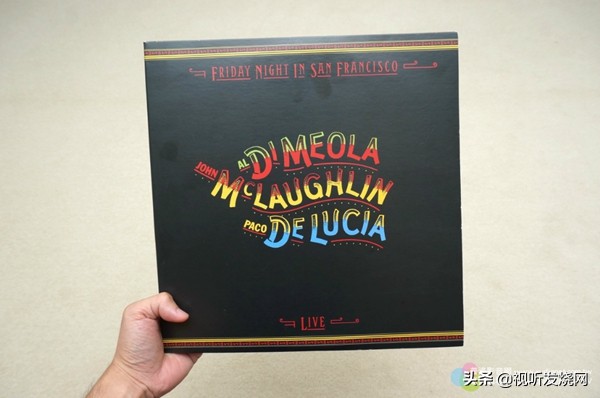 FRIDAY NIGHT IN SAN FRANCISCO
AL DI MEOLA
JOHN MCLAUGHLIN
PACO DE LUCIA
LIVE
头条 @视听发烧网